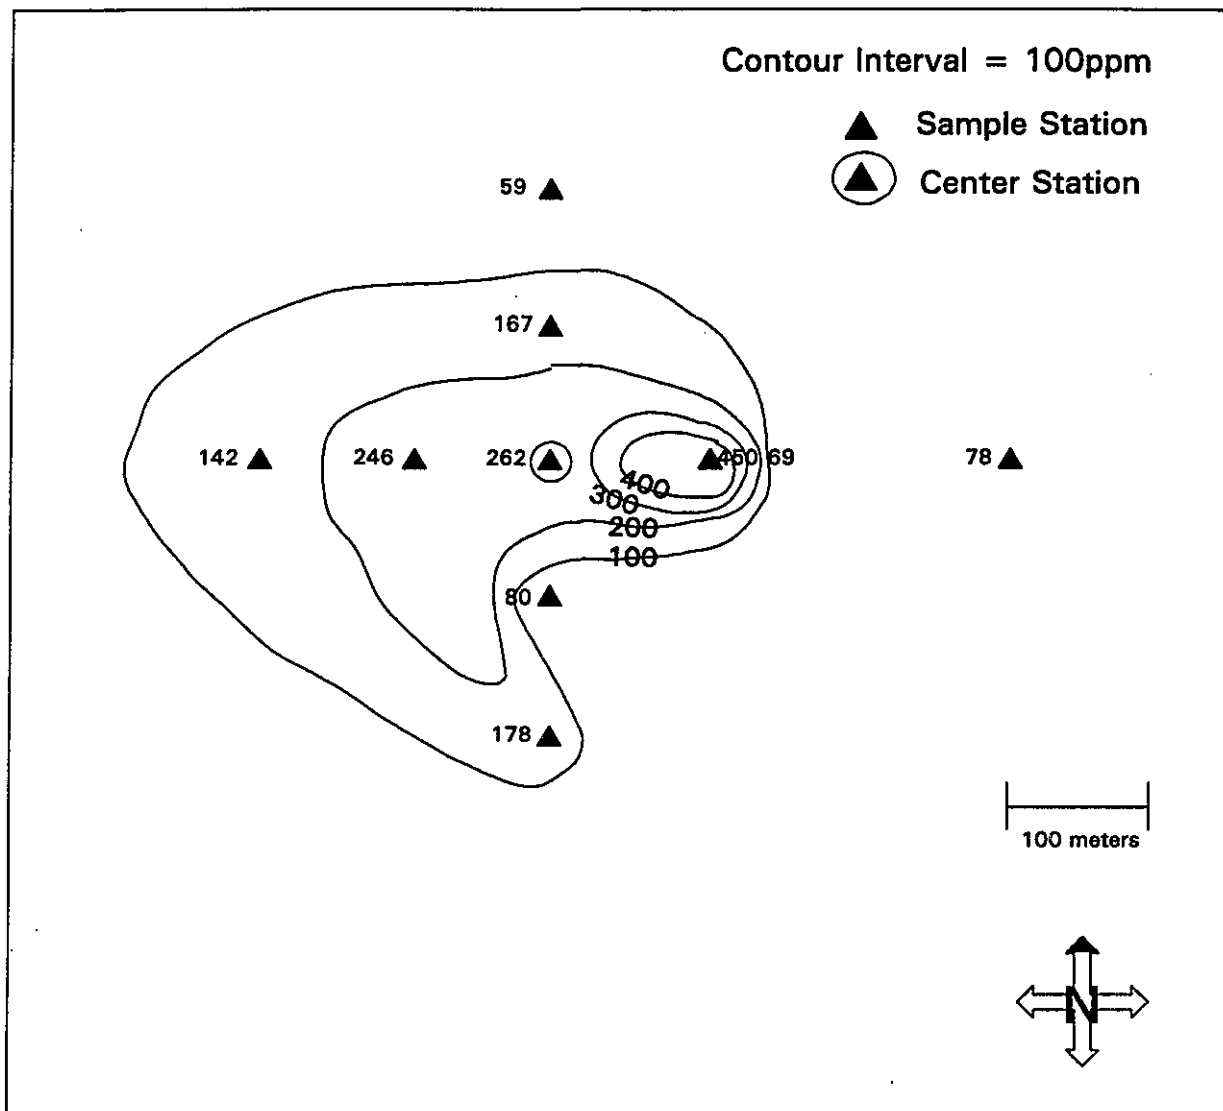 Contour Interval = 100ppm
Sample Station
Center Station
59
167
142
246
262
450
69
78
400
300
200
100
80
178
100 meters
N